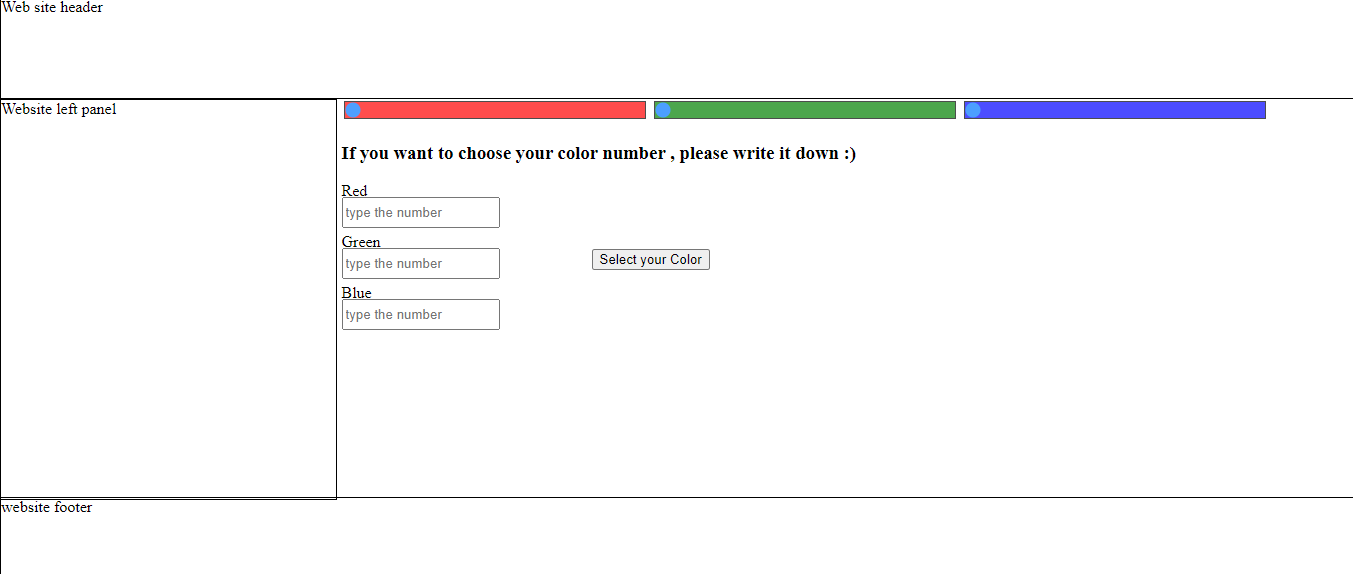 Web site header
Website left panel
If you want to choose your color number , please write it down :)
Red
type the number
Green
type the number
Select your Color
Blue
type the number
website footer